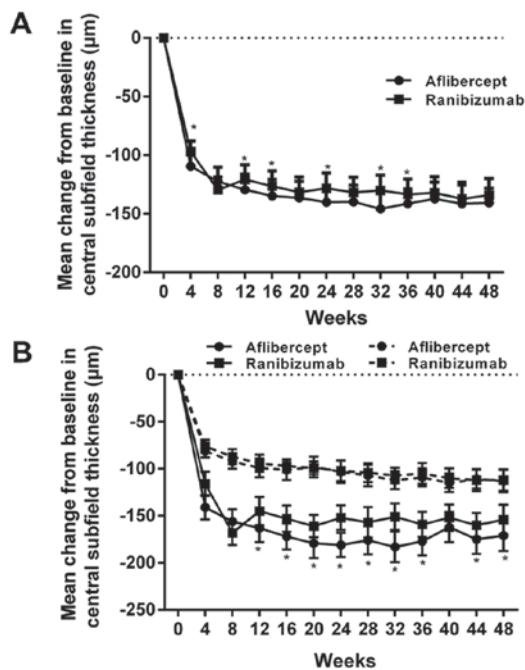 A
Mean change from baseline in
central subfield thickness (µm)
0
-50
-100
-150
-200
Aflibercept
Ranibizumab
* * * * * *
0 4 8 12 16 20 24 28 32 36 40 44 48
Weeks
B
Aflibercept Aflibercept
Ranibizumab Ranibizumab
Mean change from baseline in
central subfield thickness (µm)
0
-50
-100
-150
-200
-250
* * * * * * * * *
0 4 8 12 16 20 24 28 32 36 40 44 48
Weeks